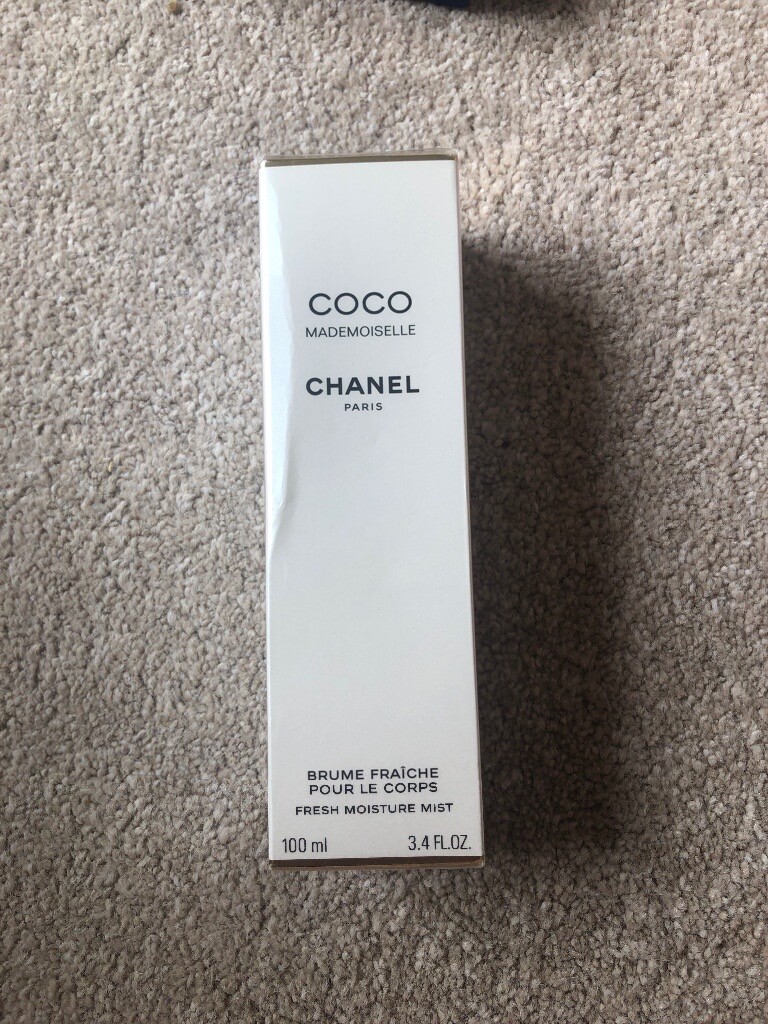 COCO
MADEMOISELLE
CHANEL
PARIS
BRUME FRAÎCHE
POUR LE CORPS
FRESH MOISTURE MIST
100 ml 3.4 FL.OZ.